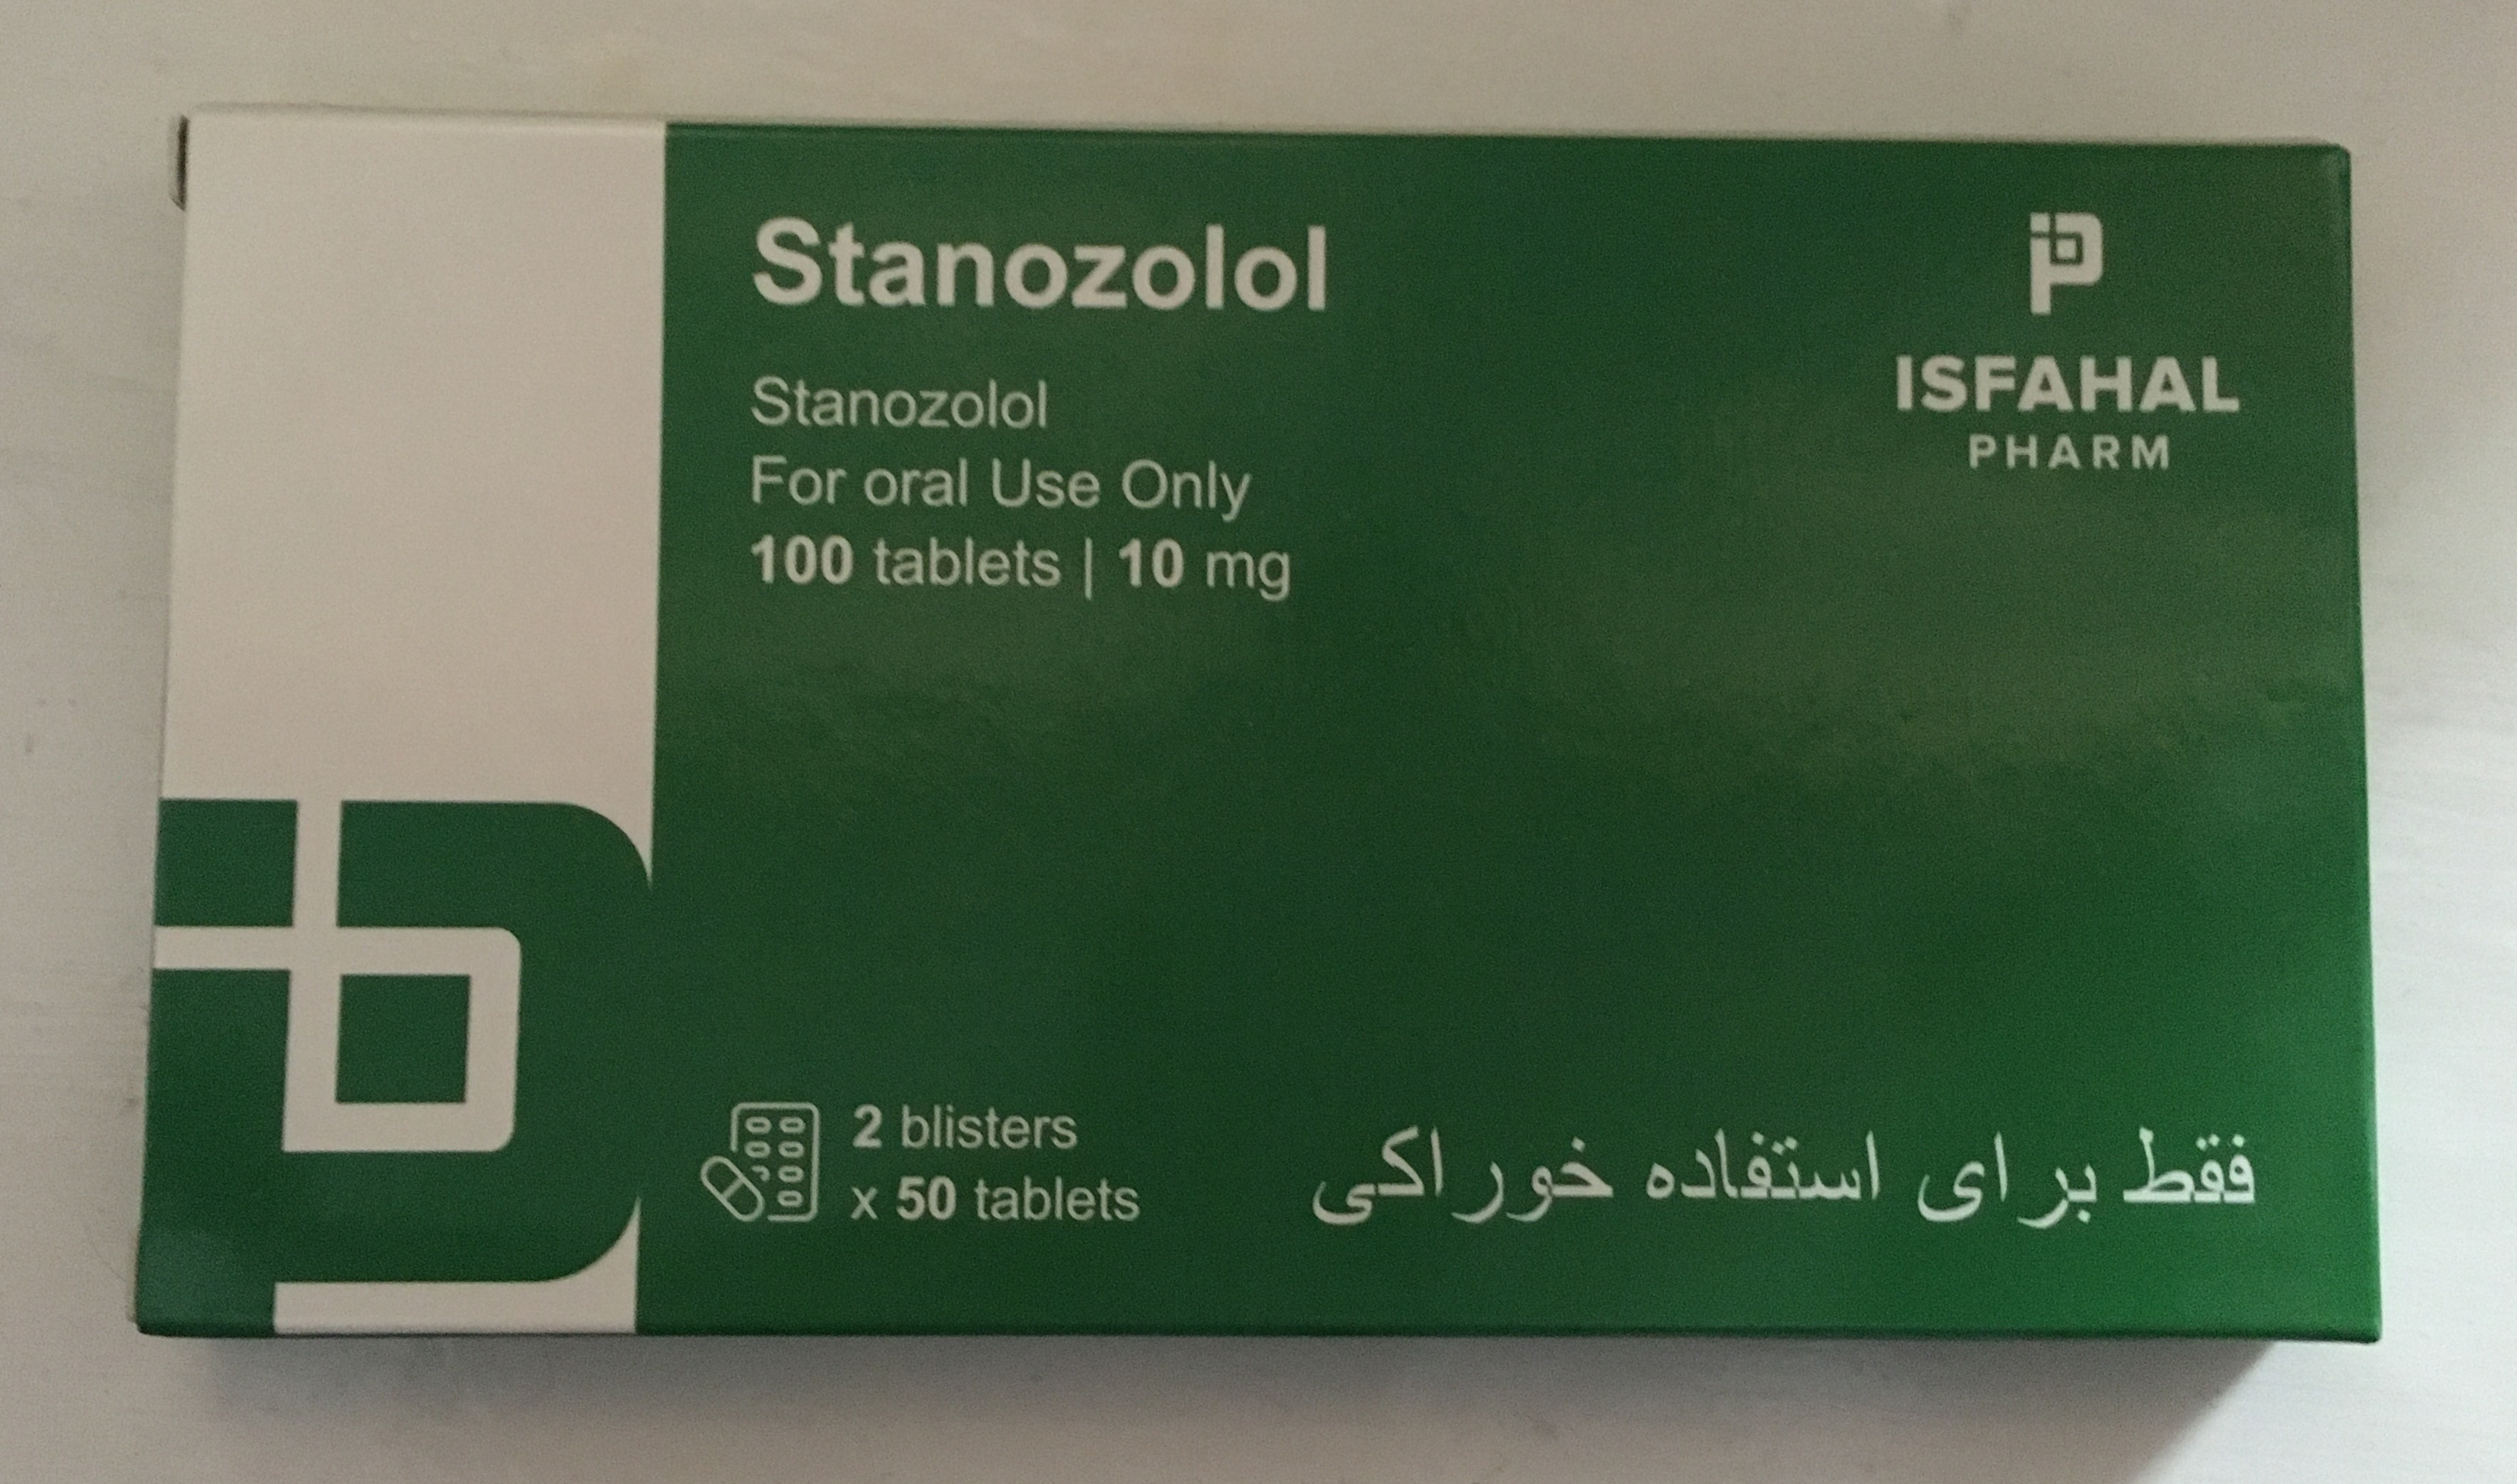 Stanozolol
Stanozolol
For oral Use Only
100 tablets | 10 mg
ISFAHAL
PHARM
2 blisters
x 50 tablets
فقط برای استفاده خوراکی